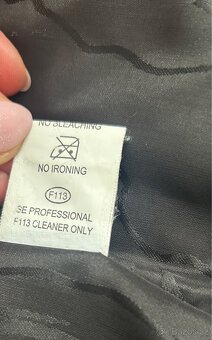 NO BLEACHING
NO IRONING
F113
SE PROFESSIONAL
F113 CLEANER ONLY